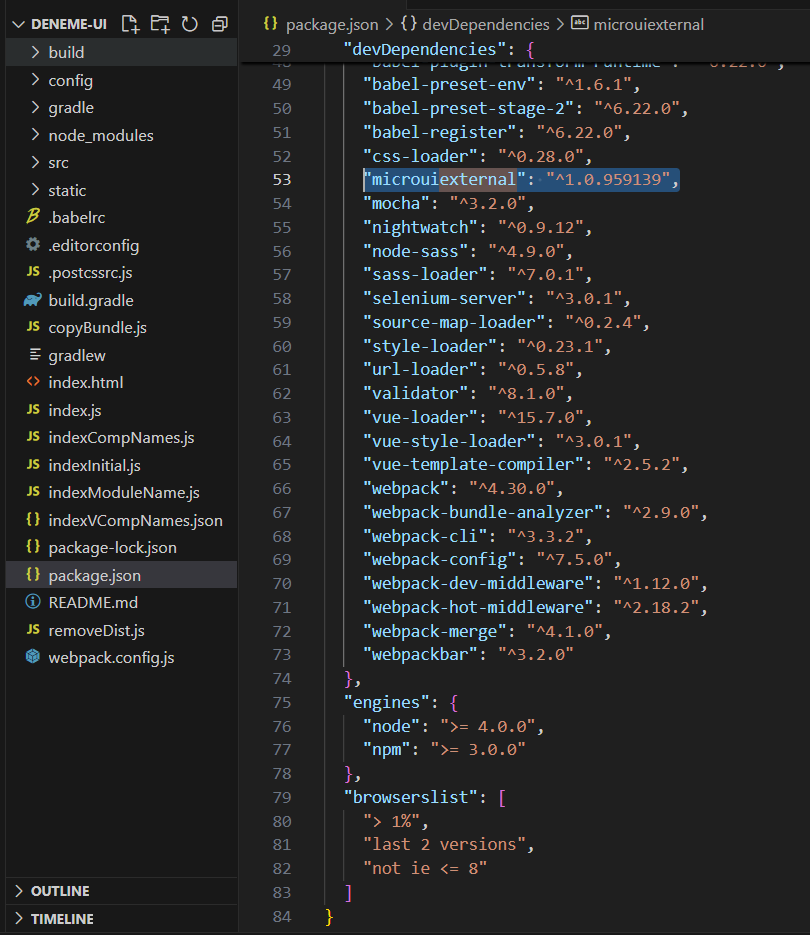 DENEME-UI
build
config
gradle
node_modules
src
static
.babelrc
.editorconfig
.postcssrc.js
build.gradle
copyBundle.js
gradlew
index.html
index.js
indexCompNames.js
indexInitial.js
indexModuleName.js
indexVCompNames.json
package-lock.json
package.json
README.md
removeDist.js
webpack.config.js
OUTLINE
TIMELINE
{} package.json > {} devDependencies > abc microuiexternal
29 "devDependencies": {
48 "babel-plugin-transform-runtime": "^6.22.0",
49 "babel-preset-env": "^1.6.1",
50 "babel-preset-stage-2": "^6.22.0",
51 "babel-register": "^6.22.0",
52 "css-loader": "^0.28.0",
53 "microuiexternal": "^1.0.959139",
54 "mocha": "^3.2.0",
55 "nightwatch": "^0.9.12",
56 "node-sass": "^4.9.0",
57 "sass-loader": "^7.0.1",
58 "selenium-server": "^3.0.1",
59 "source-map-loader": "^0.2.4",
60 "style-loader": "^0.23.1",
61 "url-loader": "^0.5.8",
62 "validator": "^8.1.0",
63 "vue-loader": "^15.7.0",
64 "vue-style-loader": "^3.0.1",
65 "vue-template-compiler": "^2.5.2",
66 "webpack": "^4.30.0",
67 "webpack-bundle-analyzer": "^2.9.0",
68 "webpack-cli": "^3.3.2",
69 "webpack-config": "^7.5.0",
70 "webpack-dev-middleware": "^1.12.0",
71 "webpack-hot-middleware": "^2.18.2",
72 "webpack-merge": "^4.1.0",
73 "webpackbar": "^3.2.0"
74 },
75 "engines": {
76 "node": ">= 4.0.0",
77 "npm": ">= 3.0.0"
78 },
79 "browserslist": [
80 "> 1%",
81 "last 2 versions",
82 "not ie <= 8"
83 ]
84 }